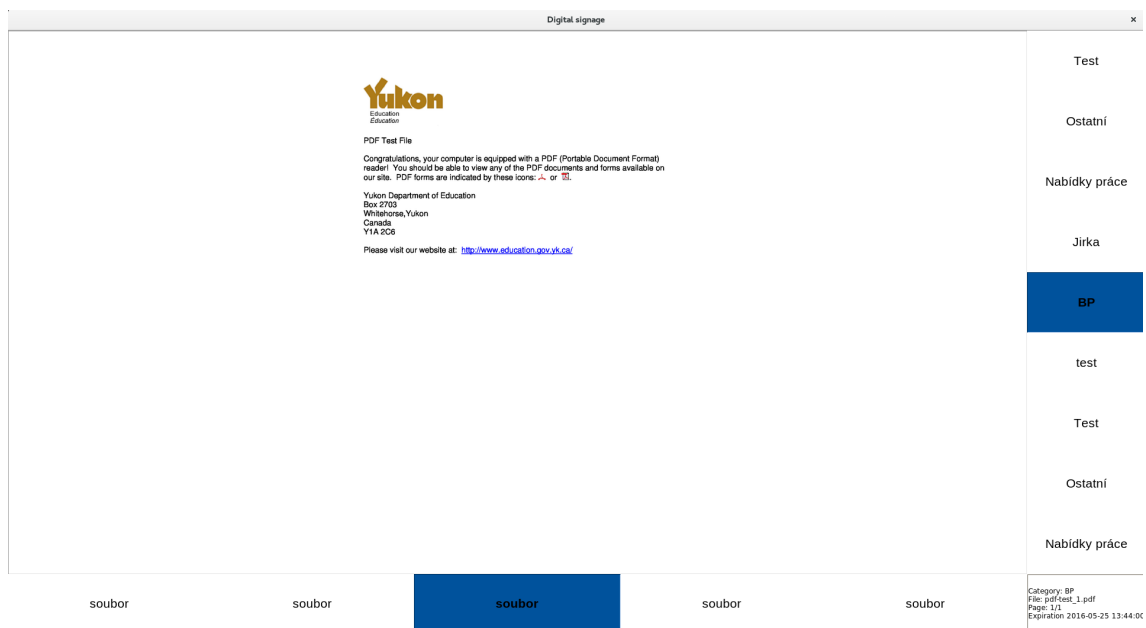 Digital signage ×
Yukon
Education
Éducation
PDF Test File
Congratulations, your computer is equipped with a PDF (Portable Document Format)
reader! You should be able to view any of the PDF documents and forms available on
our site. PDF forms are indicated by these icons: or .
Yukon Department of Education
Box 2703
Whitehorse,Yukon
Canada
Y1A 2C6
Please visit our website at: http://www.education.gov.yk.ca/
Test
Ostatní
Nabídky práce
Jirka
BP
test
Test
Ostatní
Nabídky práce
soubor soubor soubor soubor soubor
Category: BP
File: pdf-test_1.pdf
Page: 1/1
Expiration 2016-05-25 13:44:00